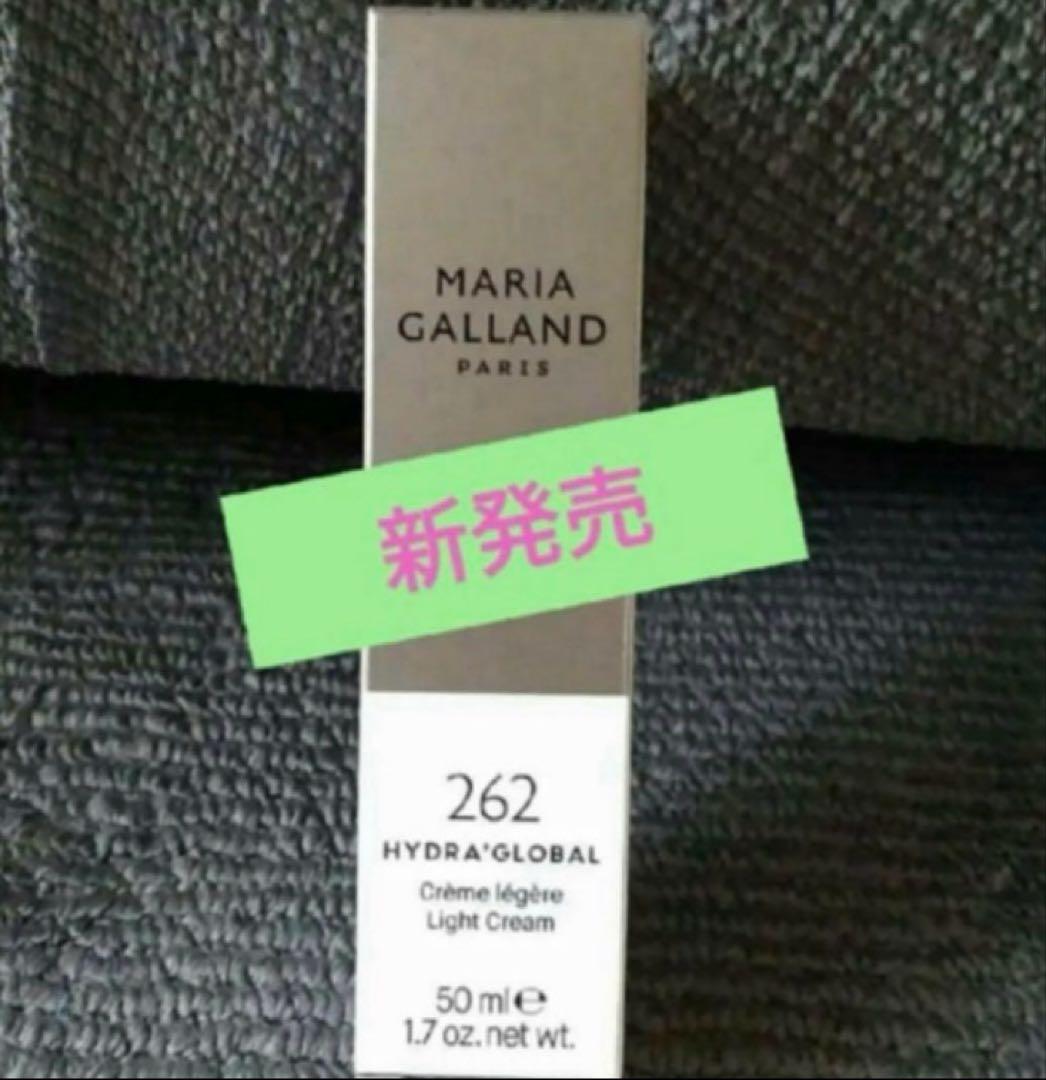 MARIA
GALLAND
PARIS
新発売
262
HYDRA'GLOBAL
Crème légère
Light Cream
50 ml ℮
1.7 oz. net wt.